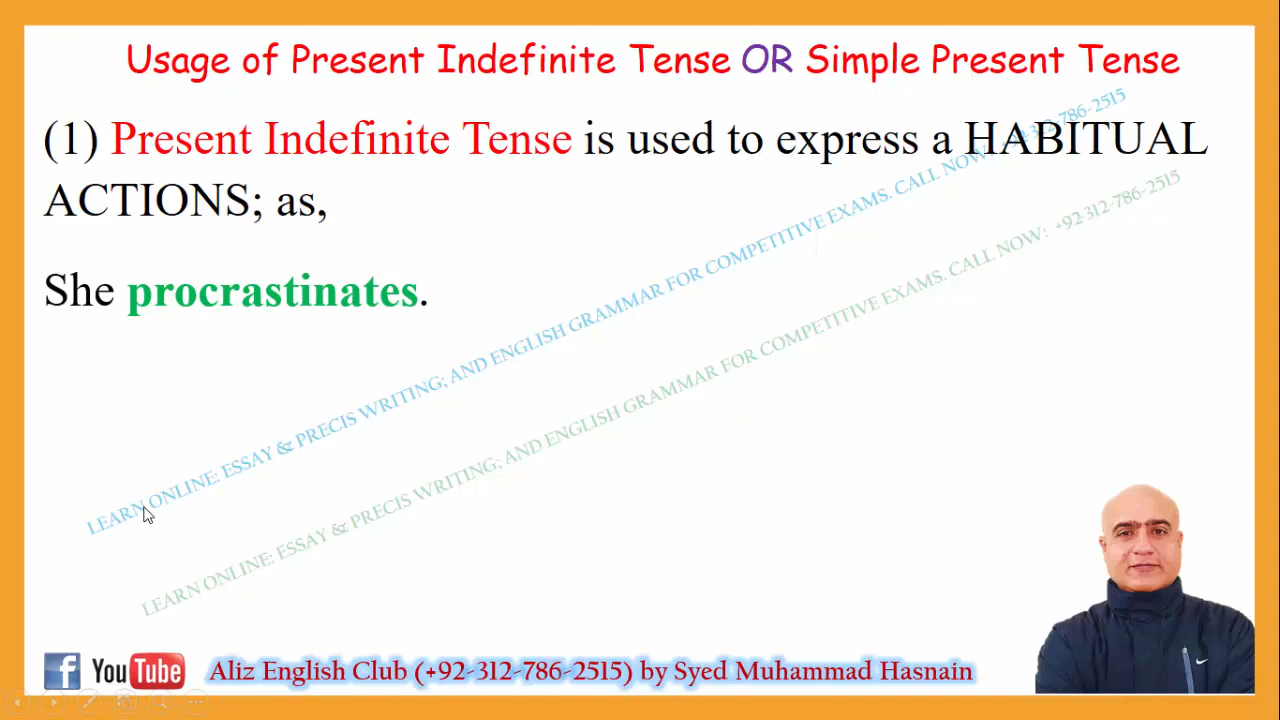 Usage of Present Indefinite Tense OR Simple Present Tense
(1) Present Indefinite Tense is used to express a HABITUAL
ACTIONS; as,
She procrastinates.
LEARN ONLINE: ESSAY & PRECIS WRITING; AND ENGLISH GRAMMAR FOR COMPETITIVE EXAMS. CALL NOW: +92-312-786-2515
LEARN ONLINE: ESSAY & PRECIS WRITING; AND ENGLISH GRAMMAR FOR COMPETITIVE EXAMS. CALL NOW: +92-312-786-2515
f YouTube Aliz English Club (+92-312-786-2515) by Syed Muhammad Hasnain